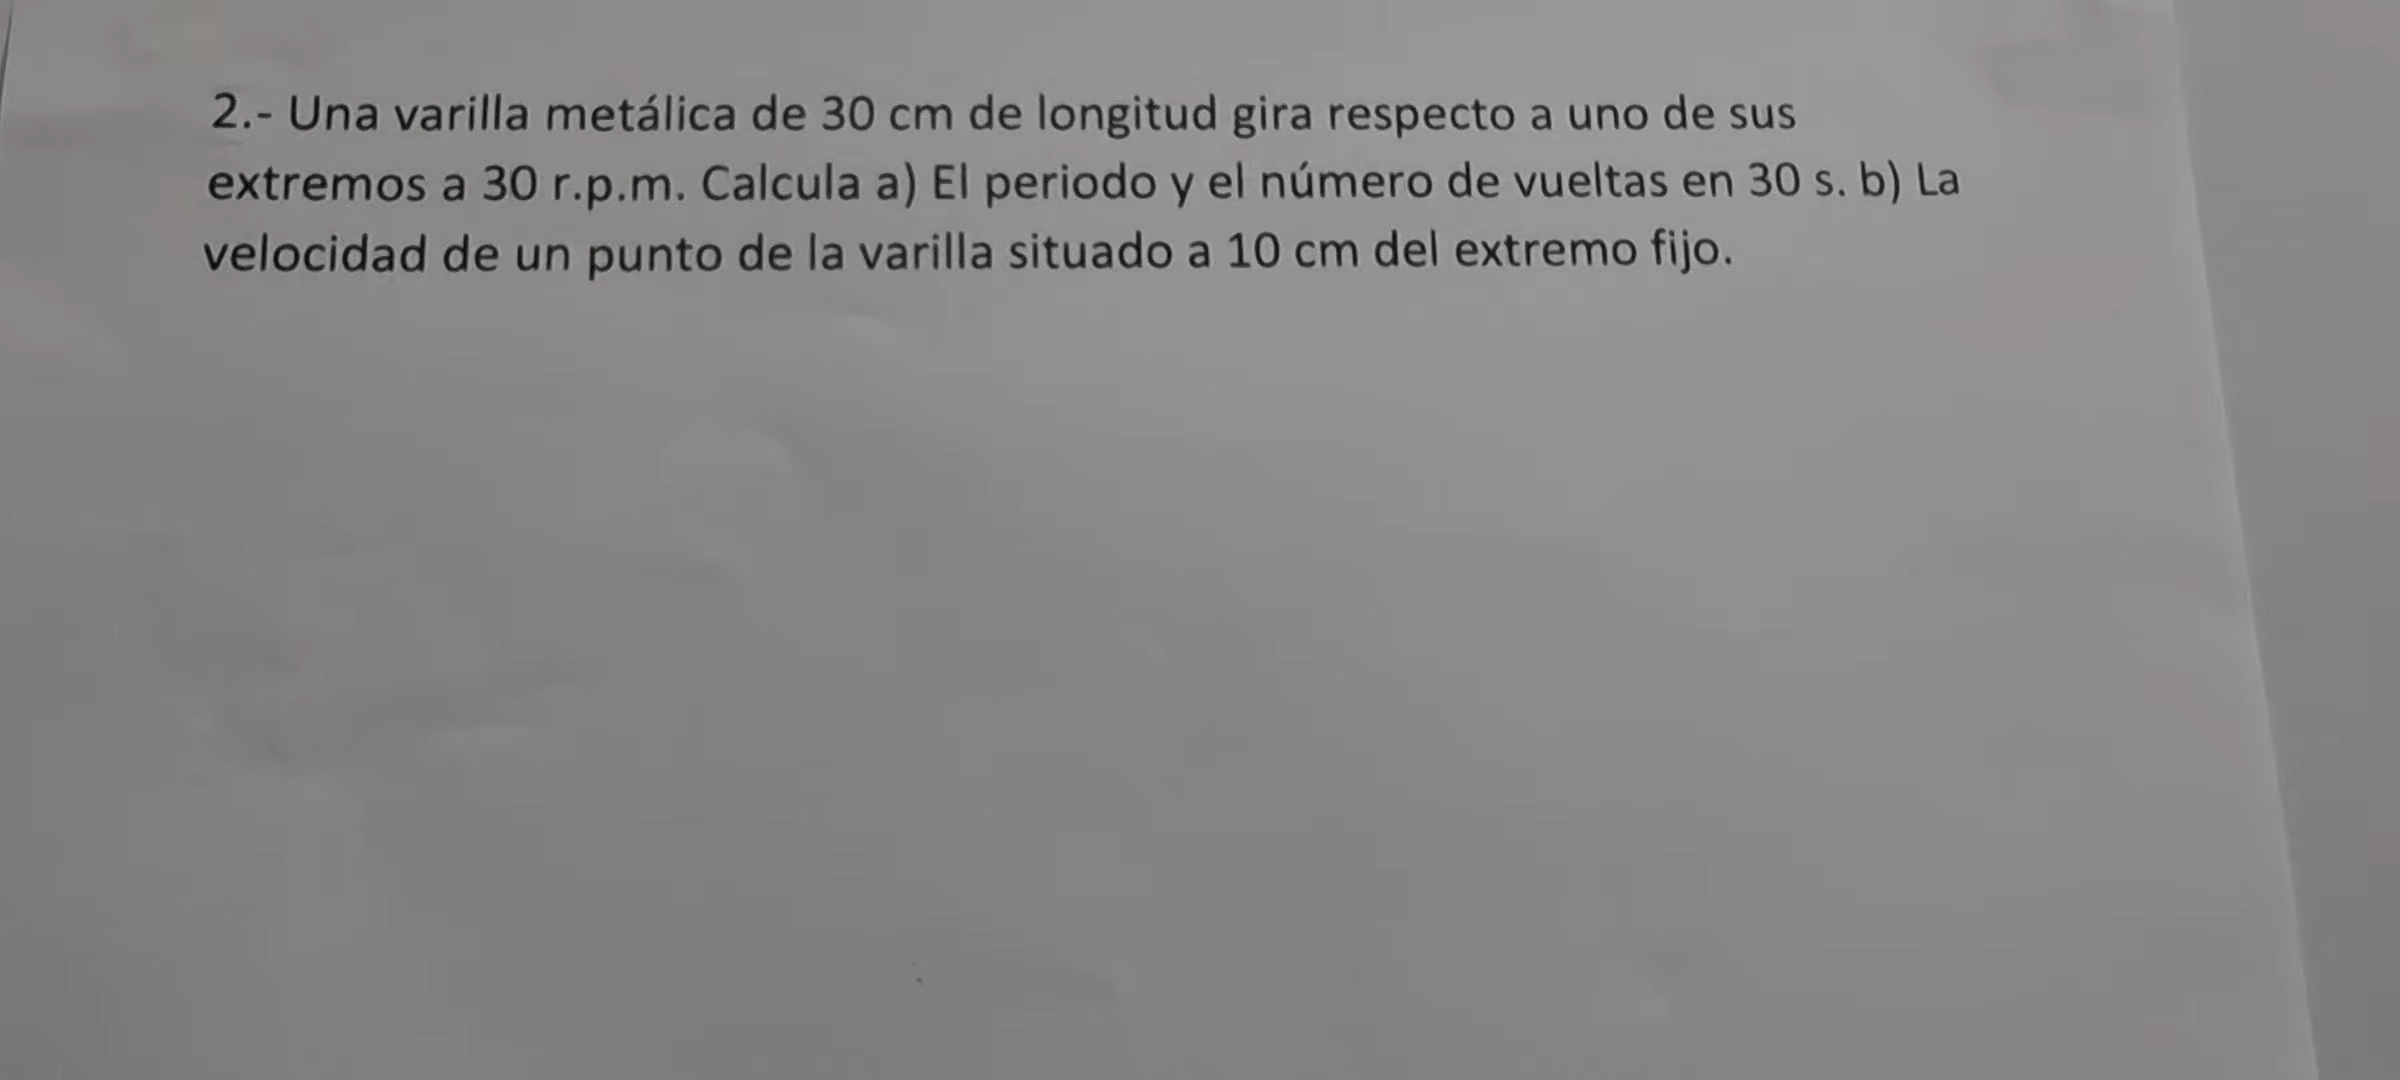 2.- Una varilla metálica de 30 cm de longitud gira respecto a uno de sus
extremos a 30 r.p.m. Calcula a) El periodo y el número de vueltas en 30 s. b) La
velocidad de un punto de la varilla situado a 10 cm del extremo fijo.